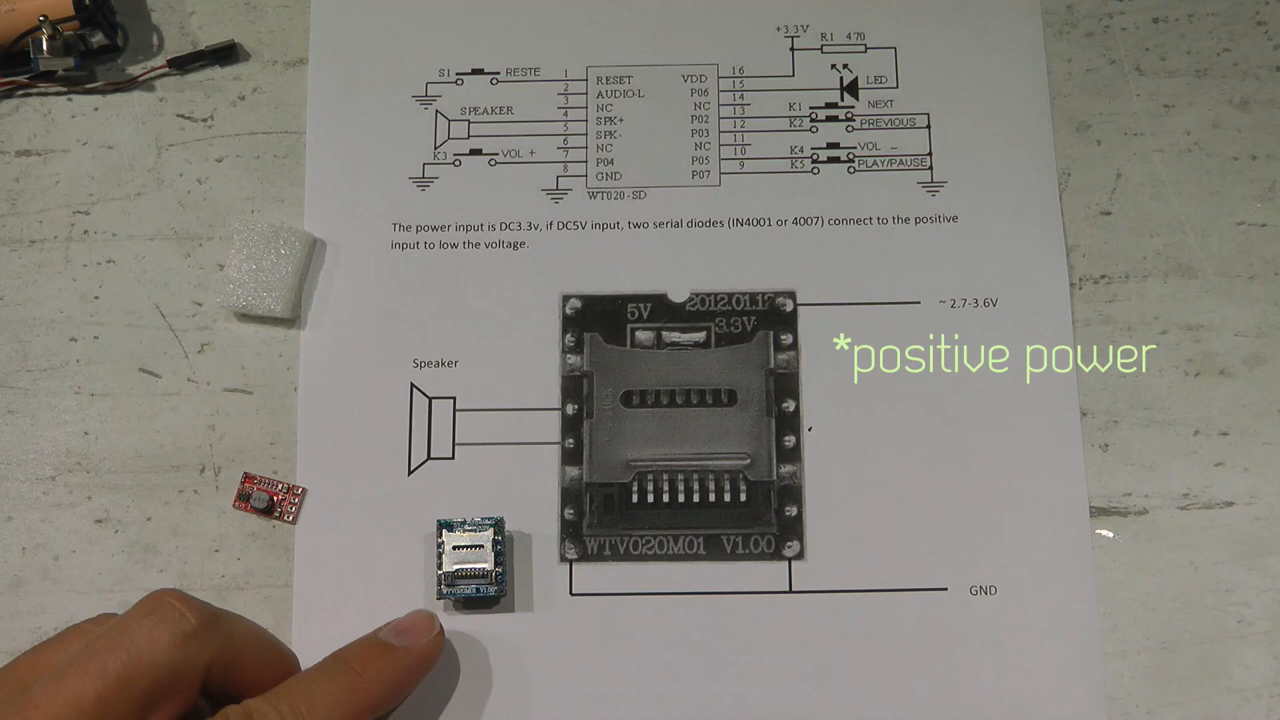 +3.3V
R1 470
S1 RESTE 1 RESET VDD 16
2 AUDIO-L P06 15 LED
3 NC NC 14
SPEAKER 4 SPK+ P02 13 K1 NEXT
5 SPK- P03 12 K2 PREVIOUS
6 NC NC 11
K3 VOL + 7 P04 P05 10 K4 VOL -
8 GND P07 9 K5 PLAY/PAUSE
WT020-SD
The power input is DC3.3v, if DC5V input, two serial diodes (IN4001 or 4007) connect to the positive
input to low the voltage.
2012.01.12
~ 2.7-3.6V
5V
3.3V
*positive power
Speaker
WTV020M01 V1.00
WTV020M01 V1.00
GND